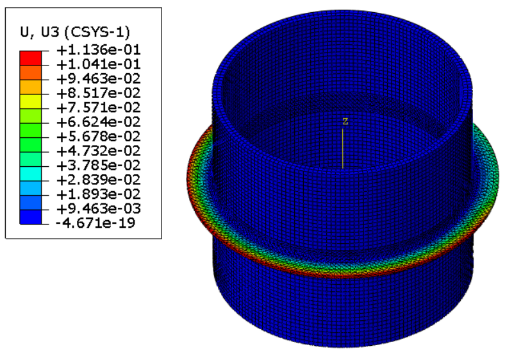 U, U3 (CSYS-1)
+1.136e-01
+1.041e-01
+9.463e-02
+8.517e-02
+7.571e-02
+6.624e-02
+5.678e-02
+4.732e-02
+3.785e-02
+2.839e-02
+1.893e-02
+9.463e-03
-4.671e-19
Z